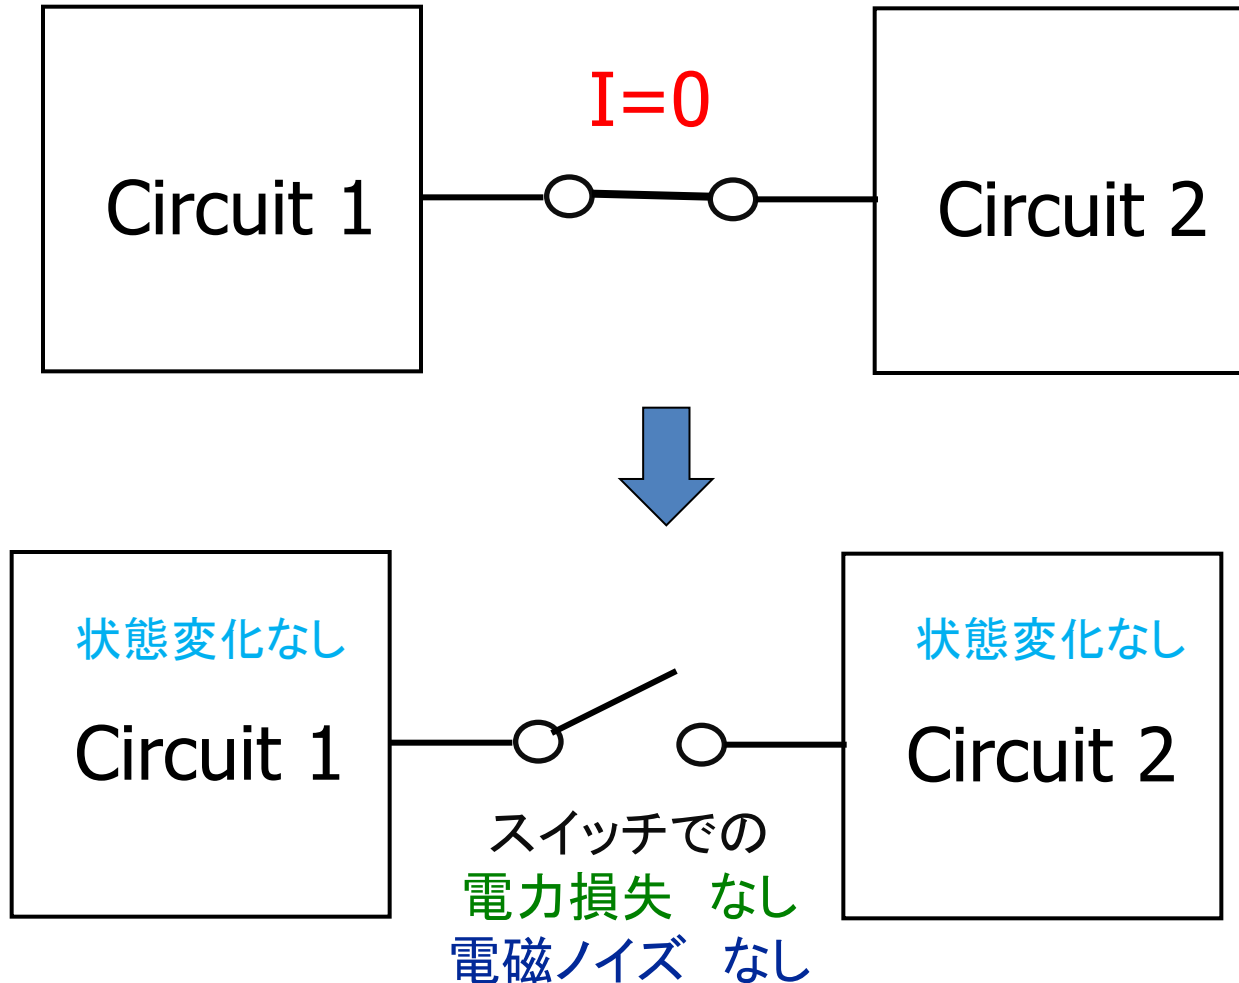 I=0
Circuit 1
Circuit 2
状態変化なし
状態変化なし
Circuit 1
Circuit 2
スイッチでの
電力損失 なし
電磁ノイズ なし